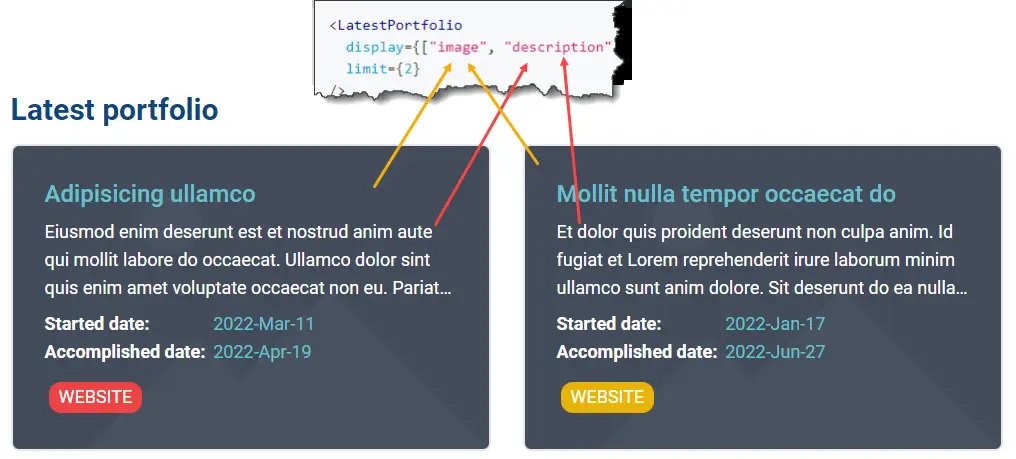 <LatestPortfolio
display={["image", "description"
limit={2}
/>
Latest portfolio
Adipisicing ullamco
Eiusmod enim deserunt est et nostrud anim aute
qui mollit labore do occaecat. Ullamco dolor sint
quis enim amet voluptate occaecat non eu. Pariat…
Started date: 2022-Mar-11
Accomplished date: 2022-Apr-19
WEBSITE
Mollit nulla tempor occaecat do
Et dolor quis proident deserunt non culpa anim. Id
fugiat et Lorem reprehenderit irure laborum minim
ullamco sunt anim dolore. Sit deserunt do ea nulla…
Started date: 2022-Jan-17
Accomplished date: 2022-Jun-27
WEBSITE